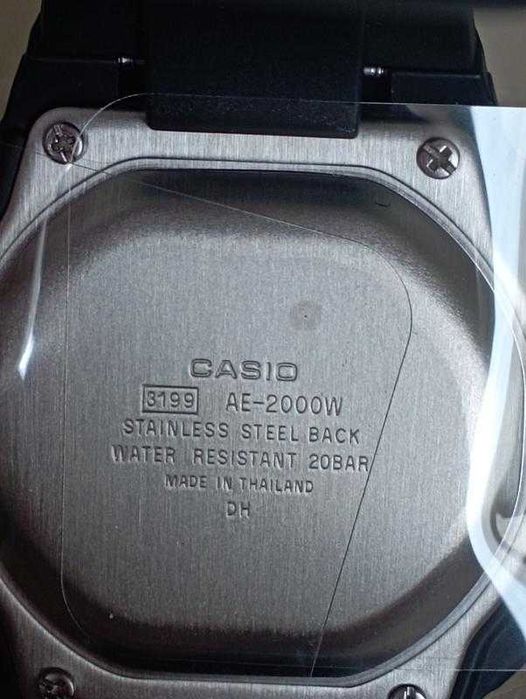 CASIO
3199 AE-2000W
STAINLESS STEEL BACK
WATER RESISTANT 20BAR
MADE IN THAILAND
DH